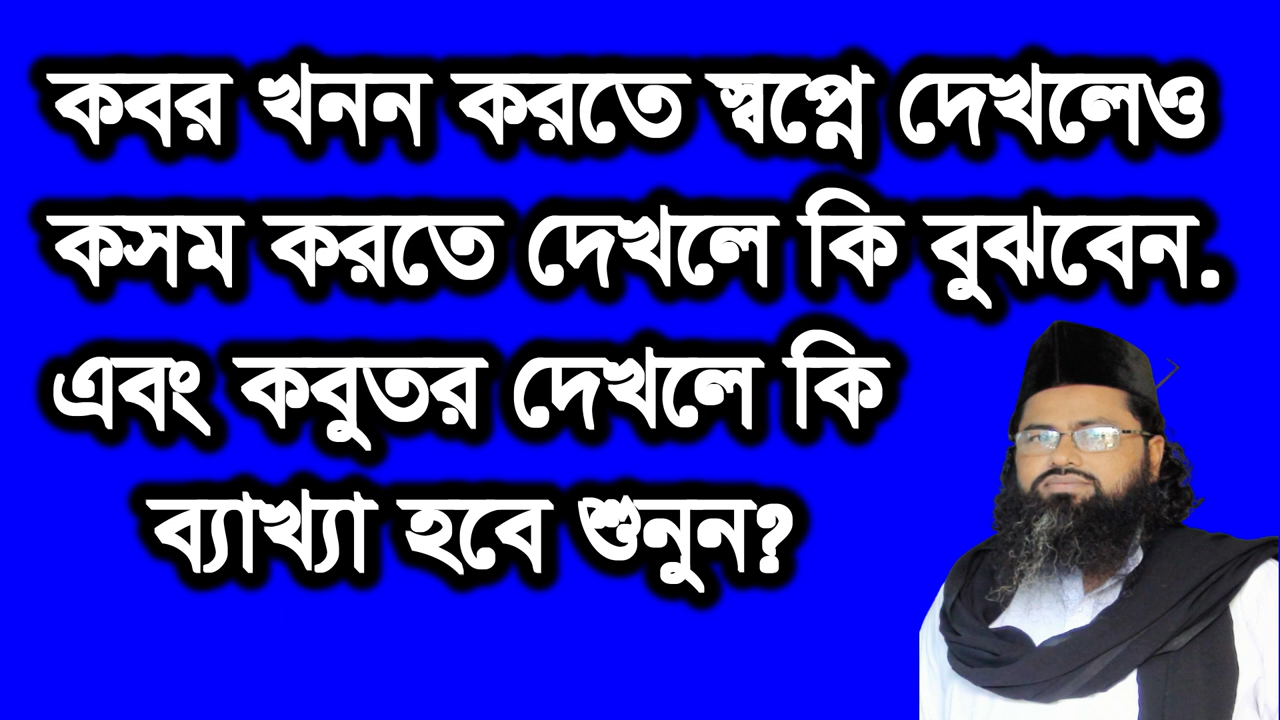 কবর খনন করতে স্বপ্নে দেখলেও
কসম করতে দেখলে কি বুঝবেন.
এবং কবুতর দেখলে কি
ব্যাখ্যা হবে শুনুন?